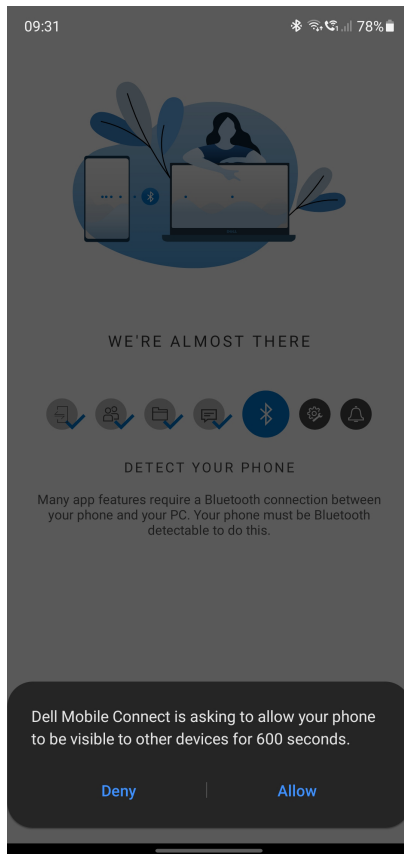 09:31
78%
WE'RE ALMOST THERE
DETECT YOUR PHONE
Many app features require a Bluetooth connection between
your phone and your PC. Your phone must be Bluetooth
detectable to do this.
Dell Mobile Connect is asking to allow your phone
to be visible to other devices for 600 seconds.
Deny
Allow